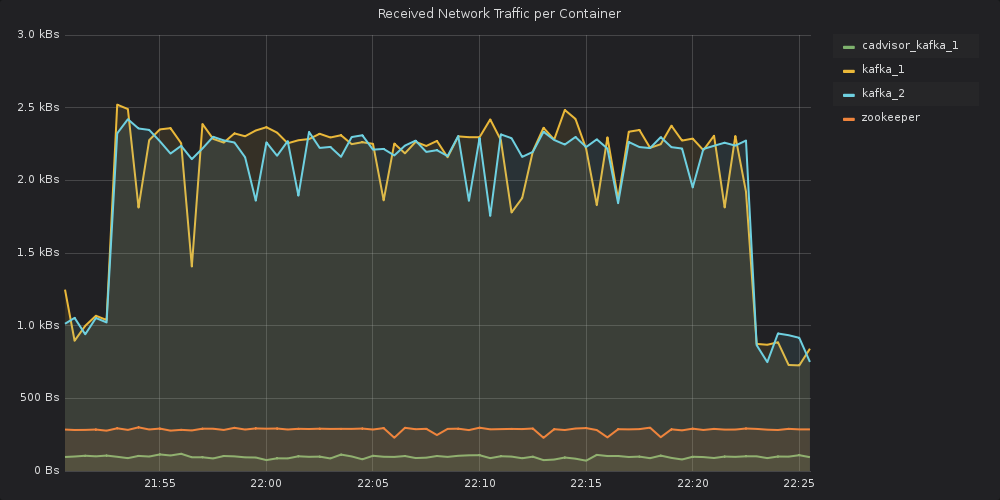 Received Network Traffic per Container
3.0 kBs
2.5 kBs
2.0 kBs
1.5 kBs
1.0 kBs
500 Bs
0 Bs
21:55
22:00
22:05
22:10
22:15
22:20
22:25
cadvisor_kafka_1
kafka_1
kafka_2
zookeeper